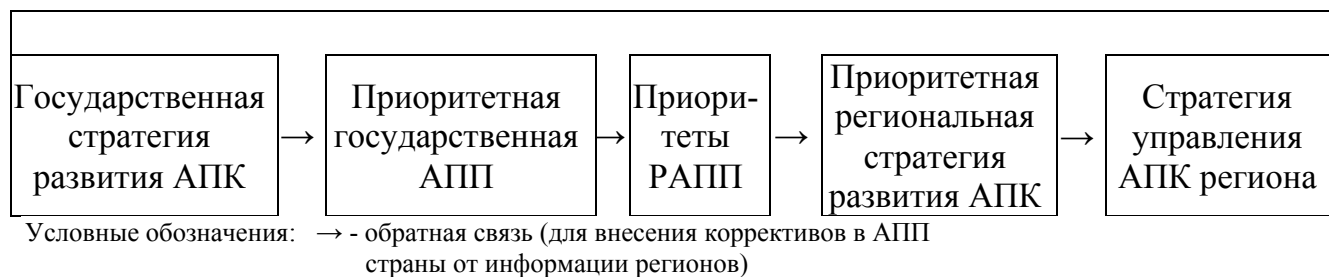 Государственная
стратегия
развития АПК
→
Приоритетная
государственная
АПП
→
Приори-
теты
РАПП
→
Приоритетная
региональная
стратегия
развития АПК
→
Стратегия
управления
АПК региона
Условные обозначения: → - обратная связь (для внесения коррективов в АПП
страны от информации регионов)